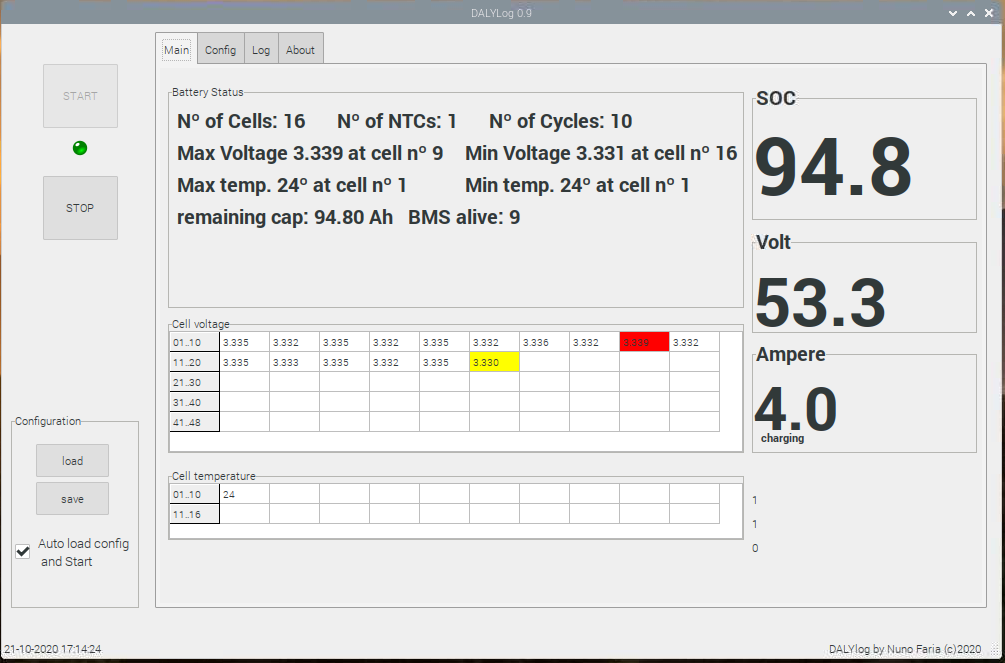 DALYLog 0.9
Main Config Log About
START
STOP
Battery Status
Nº of Cells: 16 Nº of NTCs: 1 Nº of Cycles: 10
Max Voltage 3.339 at cell nº 9 Min Voltage 3.331 at cell nº 16
Max temp. 24º at cell nº 1 Min temp. 24º at cell nº 1
remaining cap: 94.80 Ah BMS alive: 9
SOC
94.8
Volt
53.3
Ampere
4.0
charging
Cell voltage
01..10 3.335 3.332 3.335 3.332 3.335 3.332 3.336 3.332 3.339 3.332
11..20 3.335 3.333 3.335 3.332 3.335 3.330
21..30
31..40
41..48
Cell temperature
01..10 24
11..16
1
1
0
Configuration
load
save
Auto load config
and Start
21-10-2020 17:14:24
DALYlog by Nuno Faria (c)2020